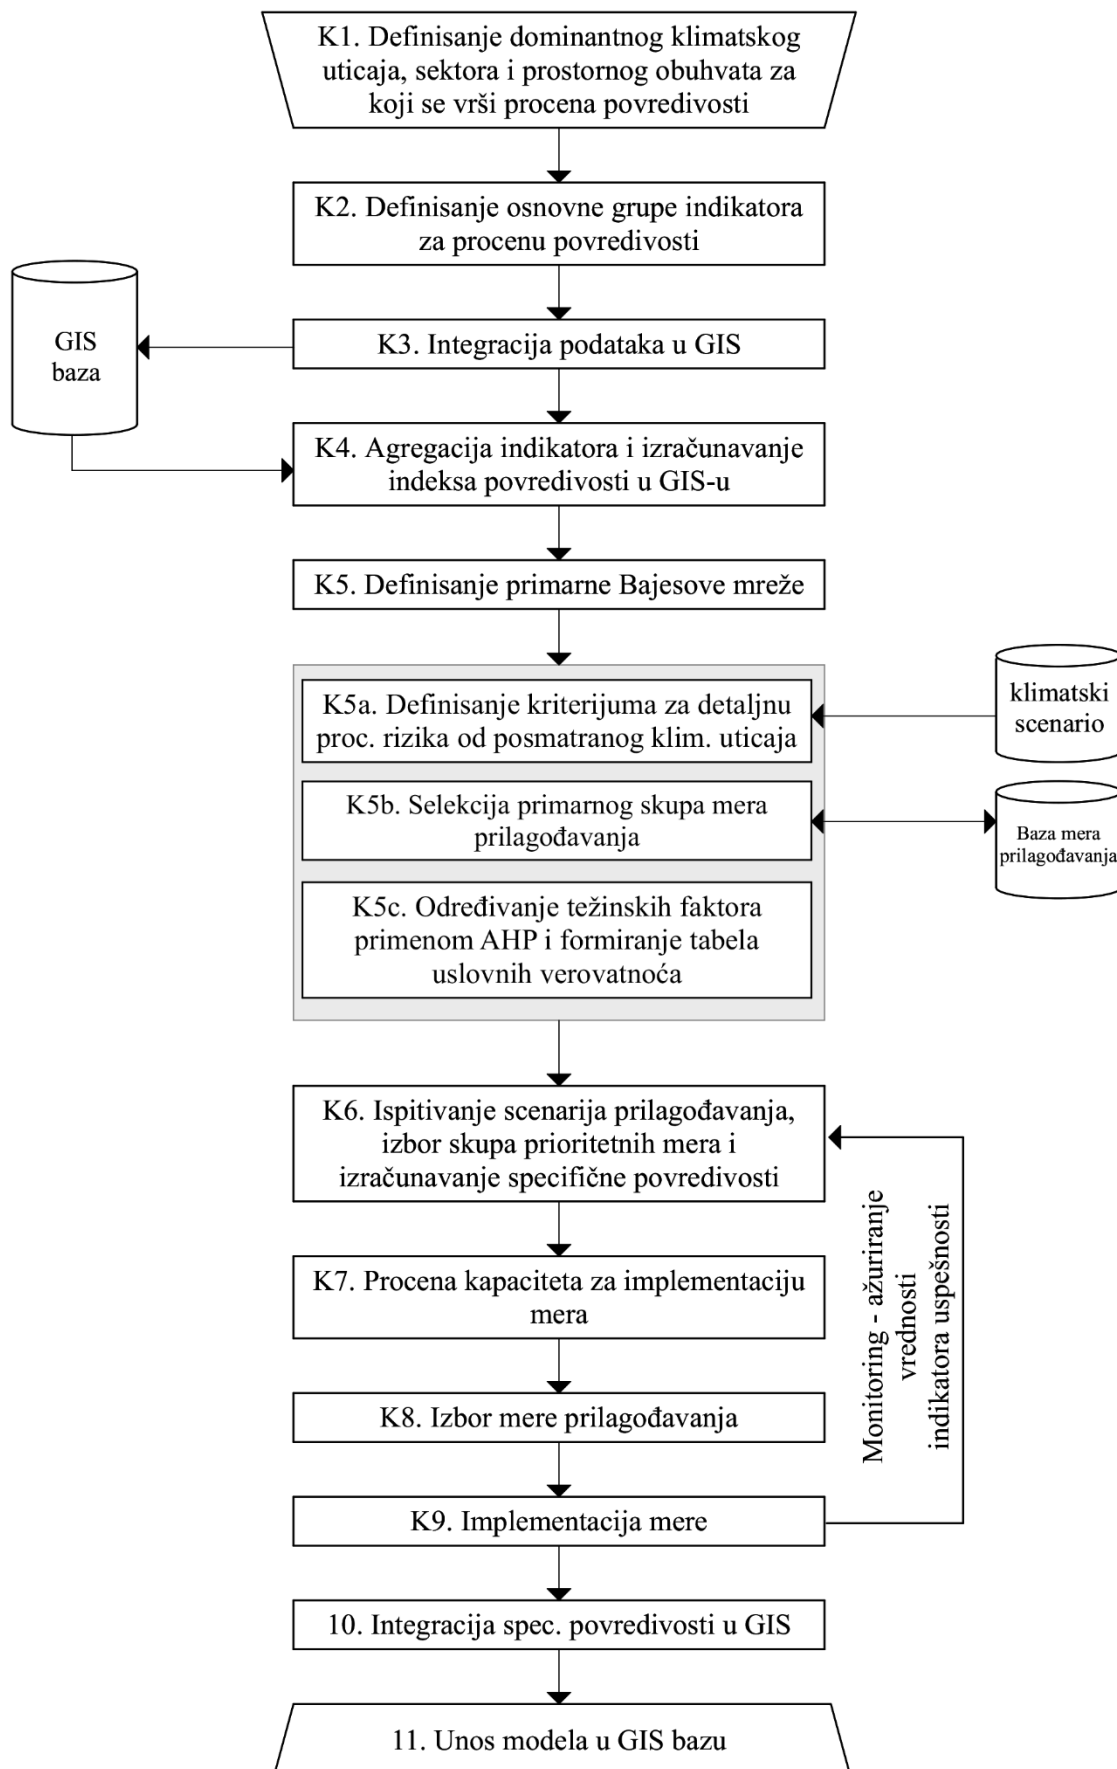 K1. Definisanje dominantnog klimatskog
uticaja, sektora i prostornog obuhvata za
koji se vrši procena povredivosti
K2. Definisanje osnovne grupe indikatora
za procenu povredivosti
GIS
baza
K3. Integracija podataka u GIS
K4. Agregacija indikatora i izračunavanje
indeksa povredivosti u GIS-u
K5. Definisanje primarne Bajesove mreže
K5a. Definisanje kriterijuma za detaljnu
proc. rizika od posmatranog klim. uticaja
klimatski
scenario
K5b. Selekcija primarnog skupa mera
prilagođavanja
Baza mera
prilagođavanja
K5c. Određivanje težinskih faktora
primenom AHP i formiranje tabela
uslovnih verovatnoća
K6. Ispitivanje scenarija prilagođavanja,
izbor skupa prioritetnih mera i
izračunavanje specifične povredivosti
Monitoring - ažuriranje
vrednosti
indikatora uspešnosti
K7. Procena kapaciteta za implementaciju
mera
K8. Izbor mere prilagođavanja
K9. Implementacija mere
10. Integracija spec. povredivosti u GIS
11. Unos modela u GIS bazu